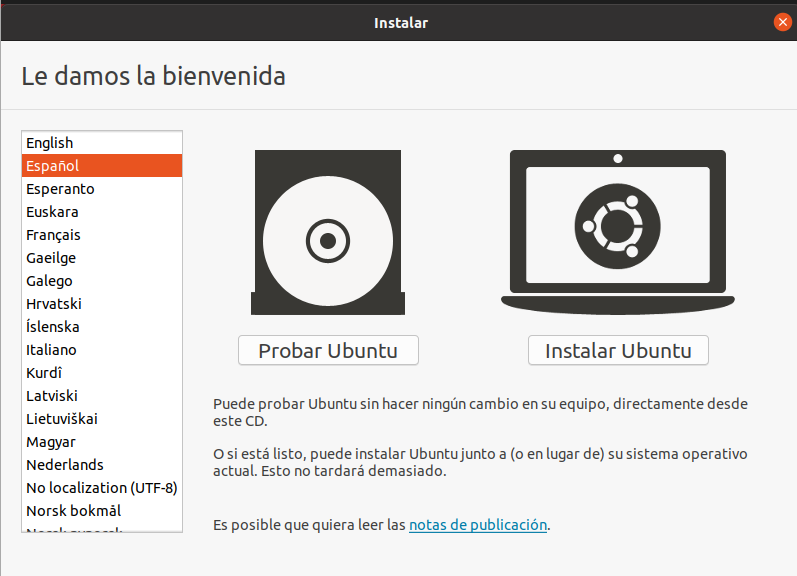 Instalar
Le damos la bienvenida
English
Español
Esperanto
Euskara
Français
Gaeilge
Galego
Hrvatski
Íslenska
Italiano
Kurdî
Latviski
Lietuviškai
Magyar
Nederlands
No localization (UTF-8)
Norsk bokmål
Probar Ubuntu
Instalar Ubuntu
Puede probar Ubuntu sin hacer ningún cambio en su equipo, directamente desde
este CD.
O si está listo, puede instalar Ubuntu junto a (o en lugar de) su sistema operativo
actual. Esto no tardará demasiado.
Es posible que quiera leer las notas de publicación.